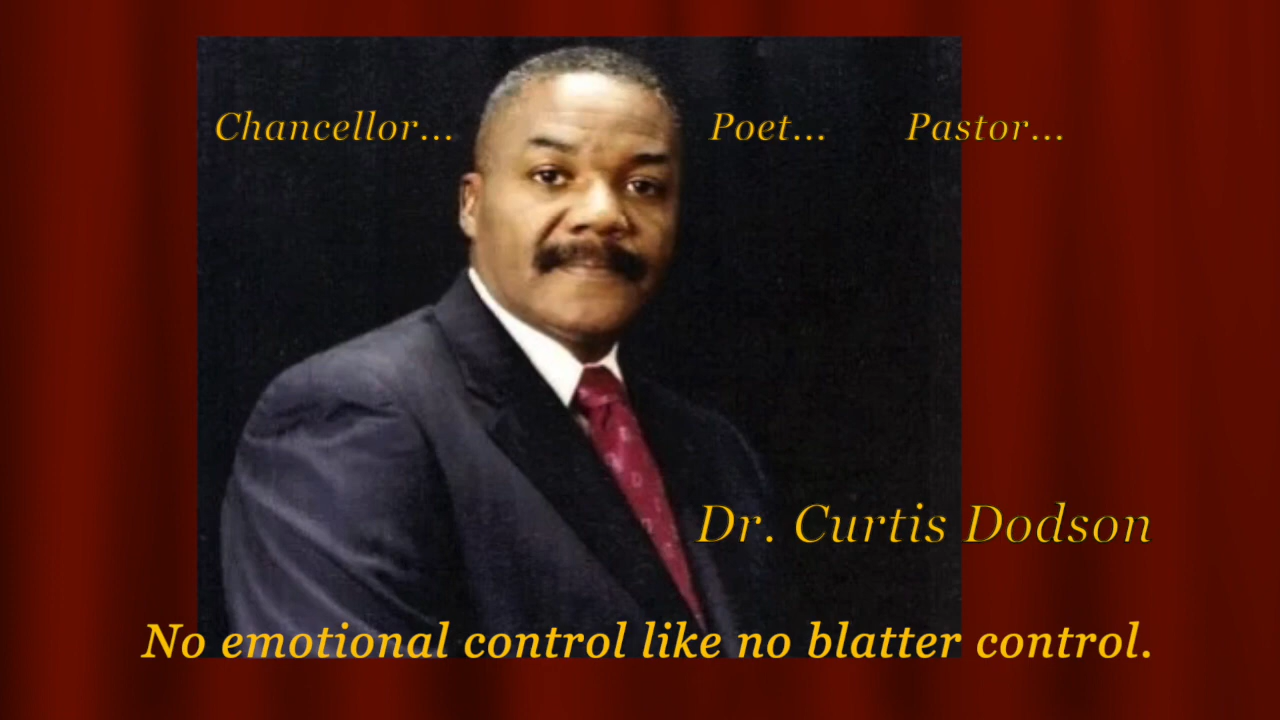 Chancellor... Poet... Pastor...
Dr. Curtis Dodson
No emotional control like no blatter control.